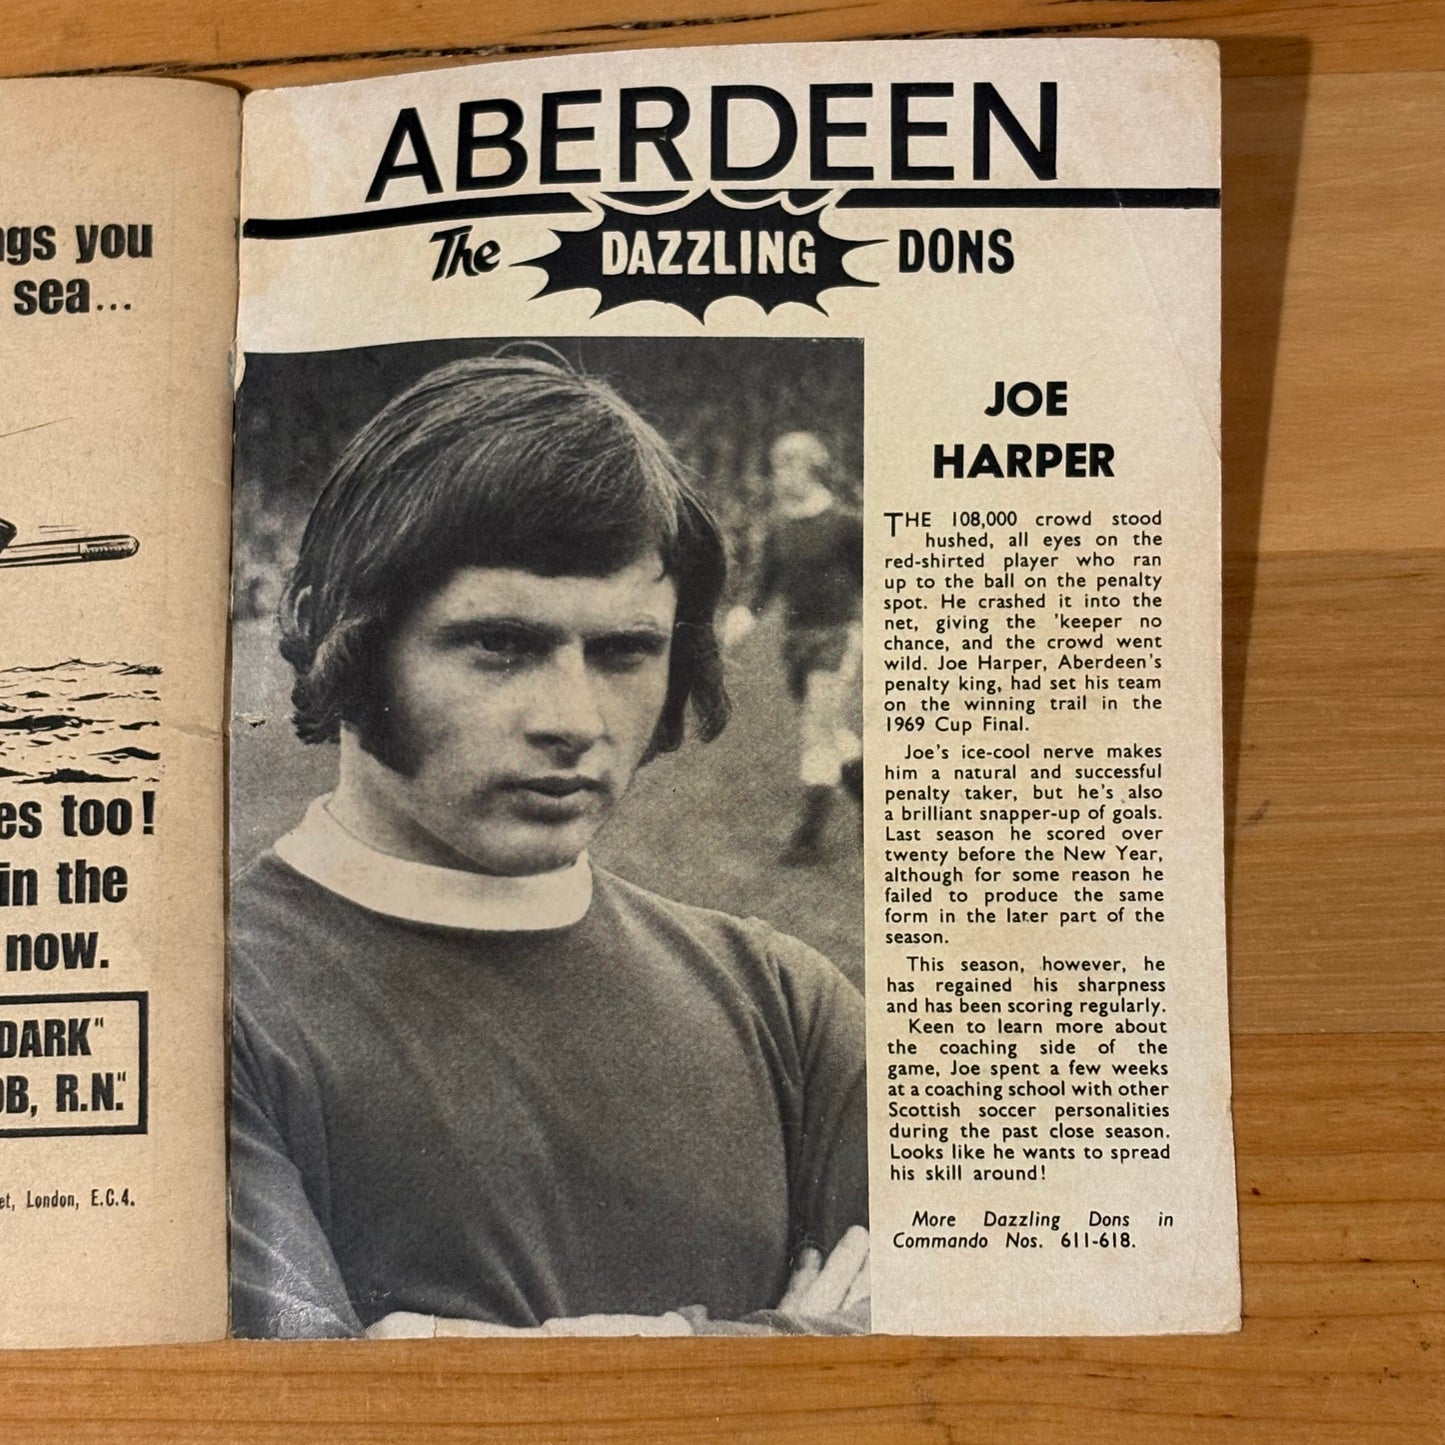 you
sea...
too!
in the
now.
DARK"
R.N."
London, E.C.4.
ABERDEEN
The DAZZLING DONS
JOE
HARPER
THE 108,000 crowd stood
hushed, all eyes on the
red-shirted player who ran
up to the ball on the penalty
spot. He crashed it into the
net, giving the 'keeper no
chance, and the crowd went
wild. Joe Harper, Aberdeen's
penalty king, had set his team
on the winning trail in the
1969 Cup Final.
Joe's ice-cool nerve makes
him a natural and successful
penalty taker, but he's also
a brilliant snapper-up of goals.
Last season he scored over
twenty before the New Year,
although for some reason he
failed to produce the same
form in the later part of the
season.
This season, however, he
has regained his sharpness
and has been scoring regularly.
Keen to learn more about
the coaching side of the
game, Joe spent a few weeks
at a coaching school with other
Scottish soccer personalities
during the past close season.
Looks like he wants to spread
his skill around!
More Dazzling Dons in
Commando Nos. 611-618.